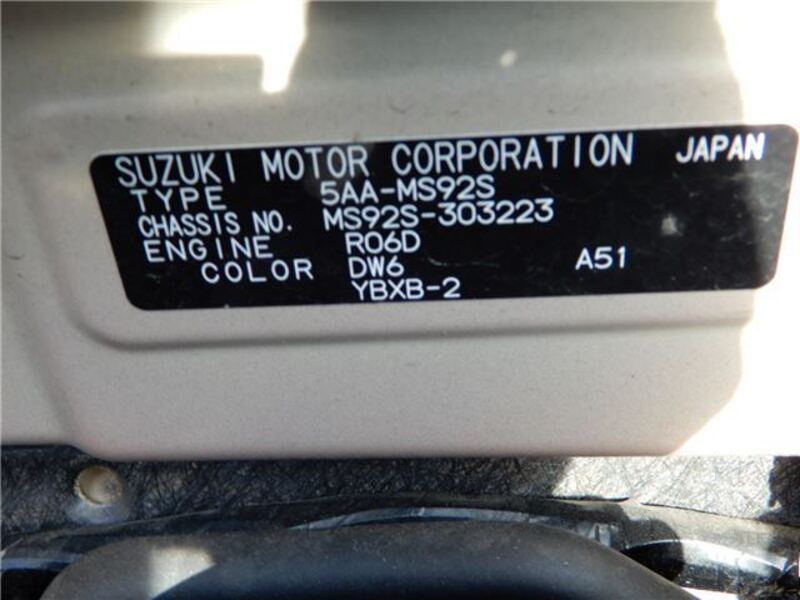 SUZUKI MOTOR CORPORATION JAPAN
TYPE 5AA-MS92S
CHASSIS NO. MS92S-303223
ENGINE R06D
COLOR DW6 A51
YBXB-2